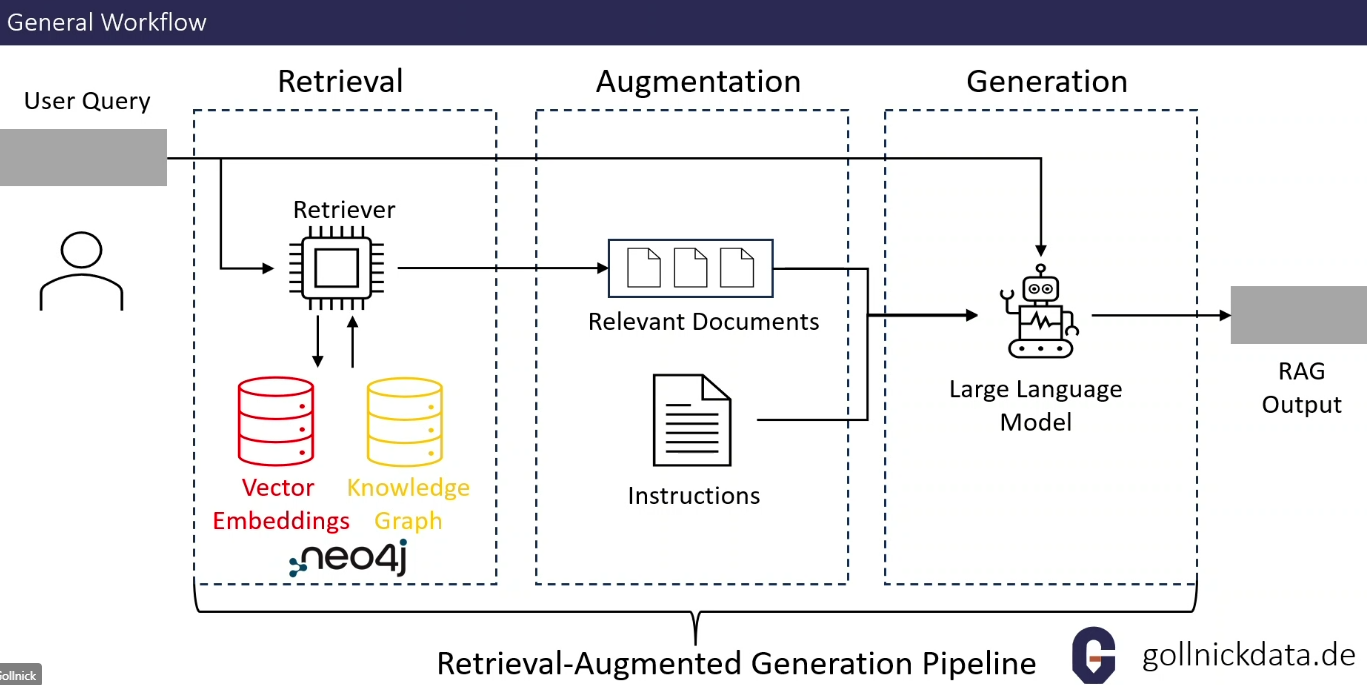 General Workflow
Retrieval
Augmentation
Generation
User Query
Retriever
Relevant Documents
Large Language
Model
RAG
Output
Vector
Embeddings
Knowledge
Graph
Instructions
neo4j
Retrieval-Augmented Generation Pipeline
gollnickdata.de
Gollnick